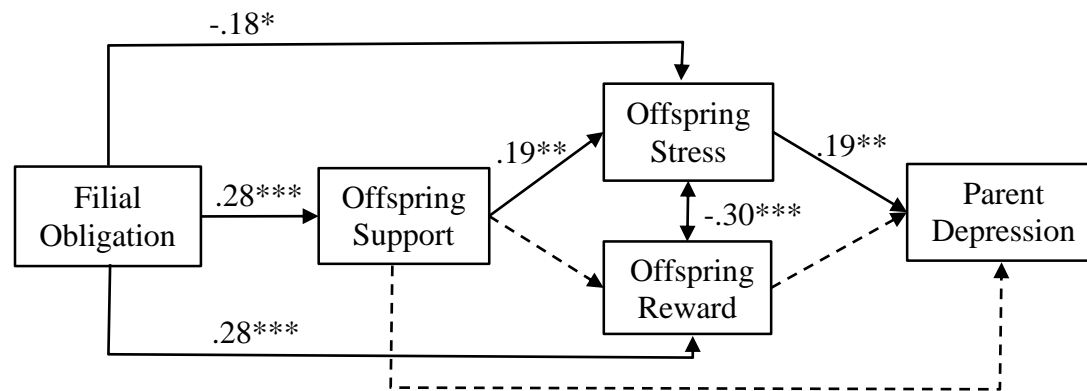 -.18*
Offspring
Stress
.19**
.19**
Filial
Obligation
.28***
Offspring
Support
-.30***
Parent
Depression
Offspring
Reward
.28***